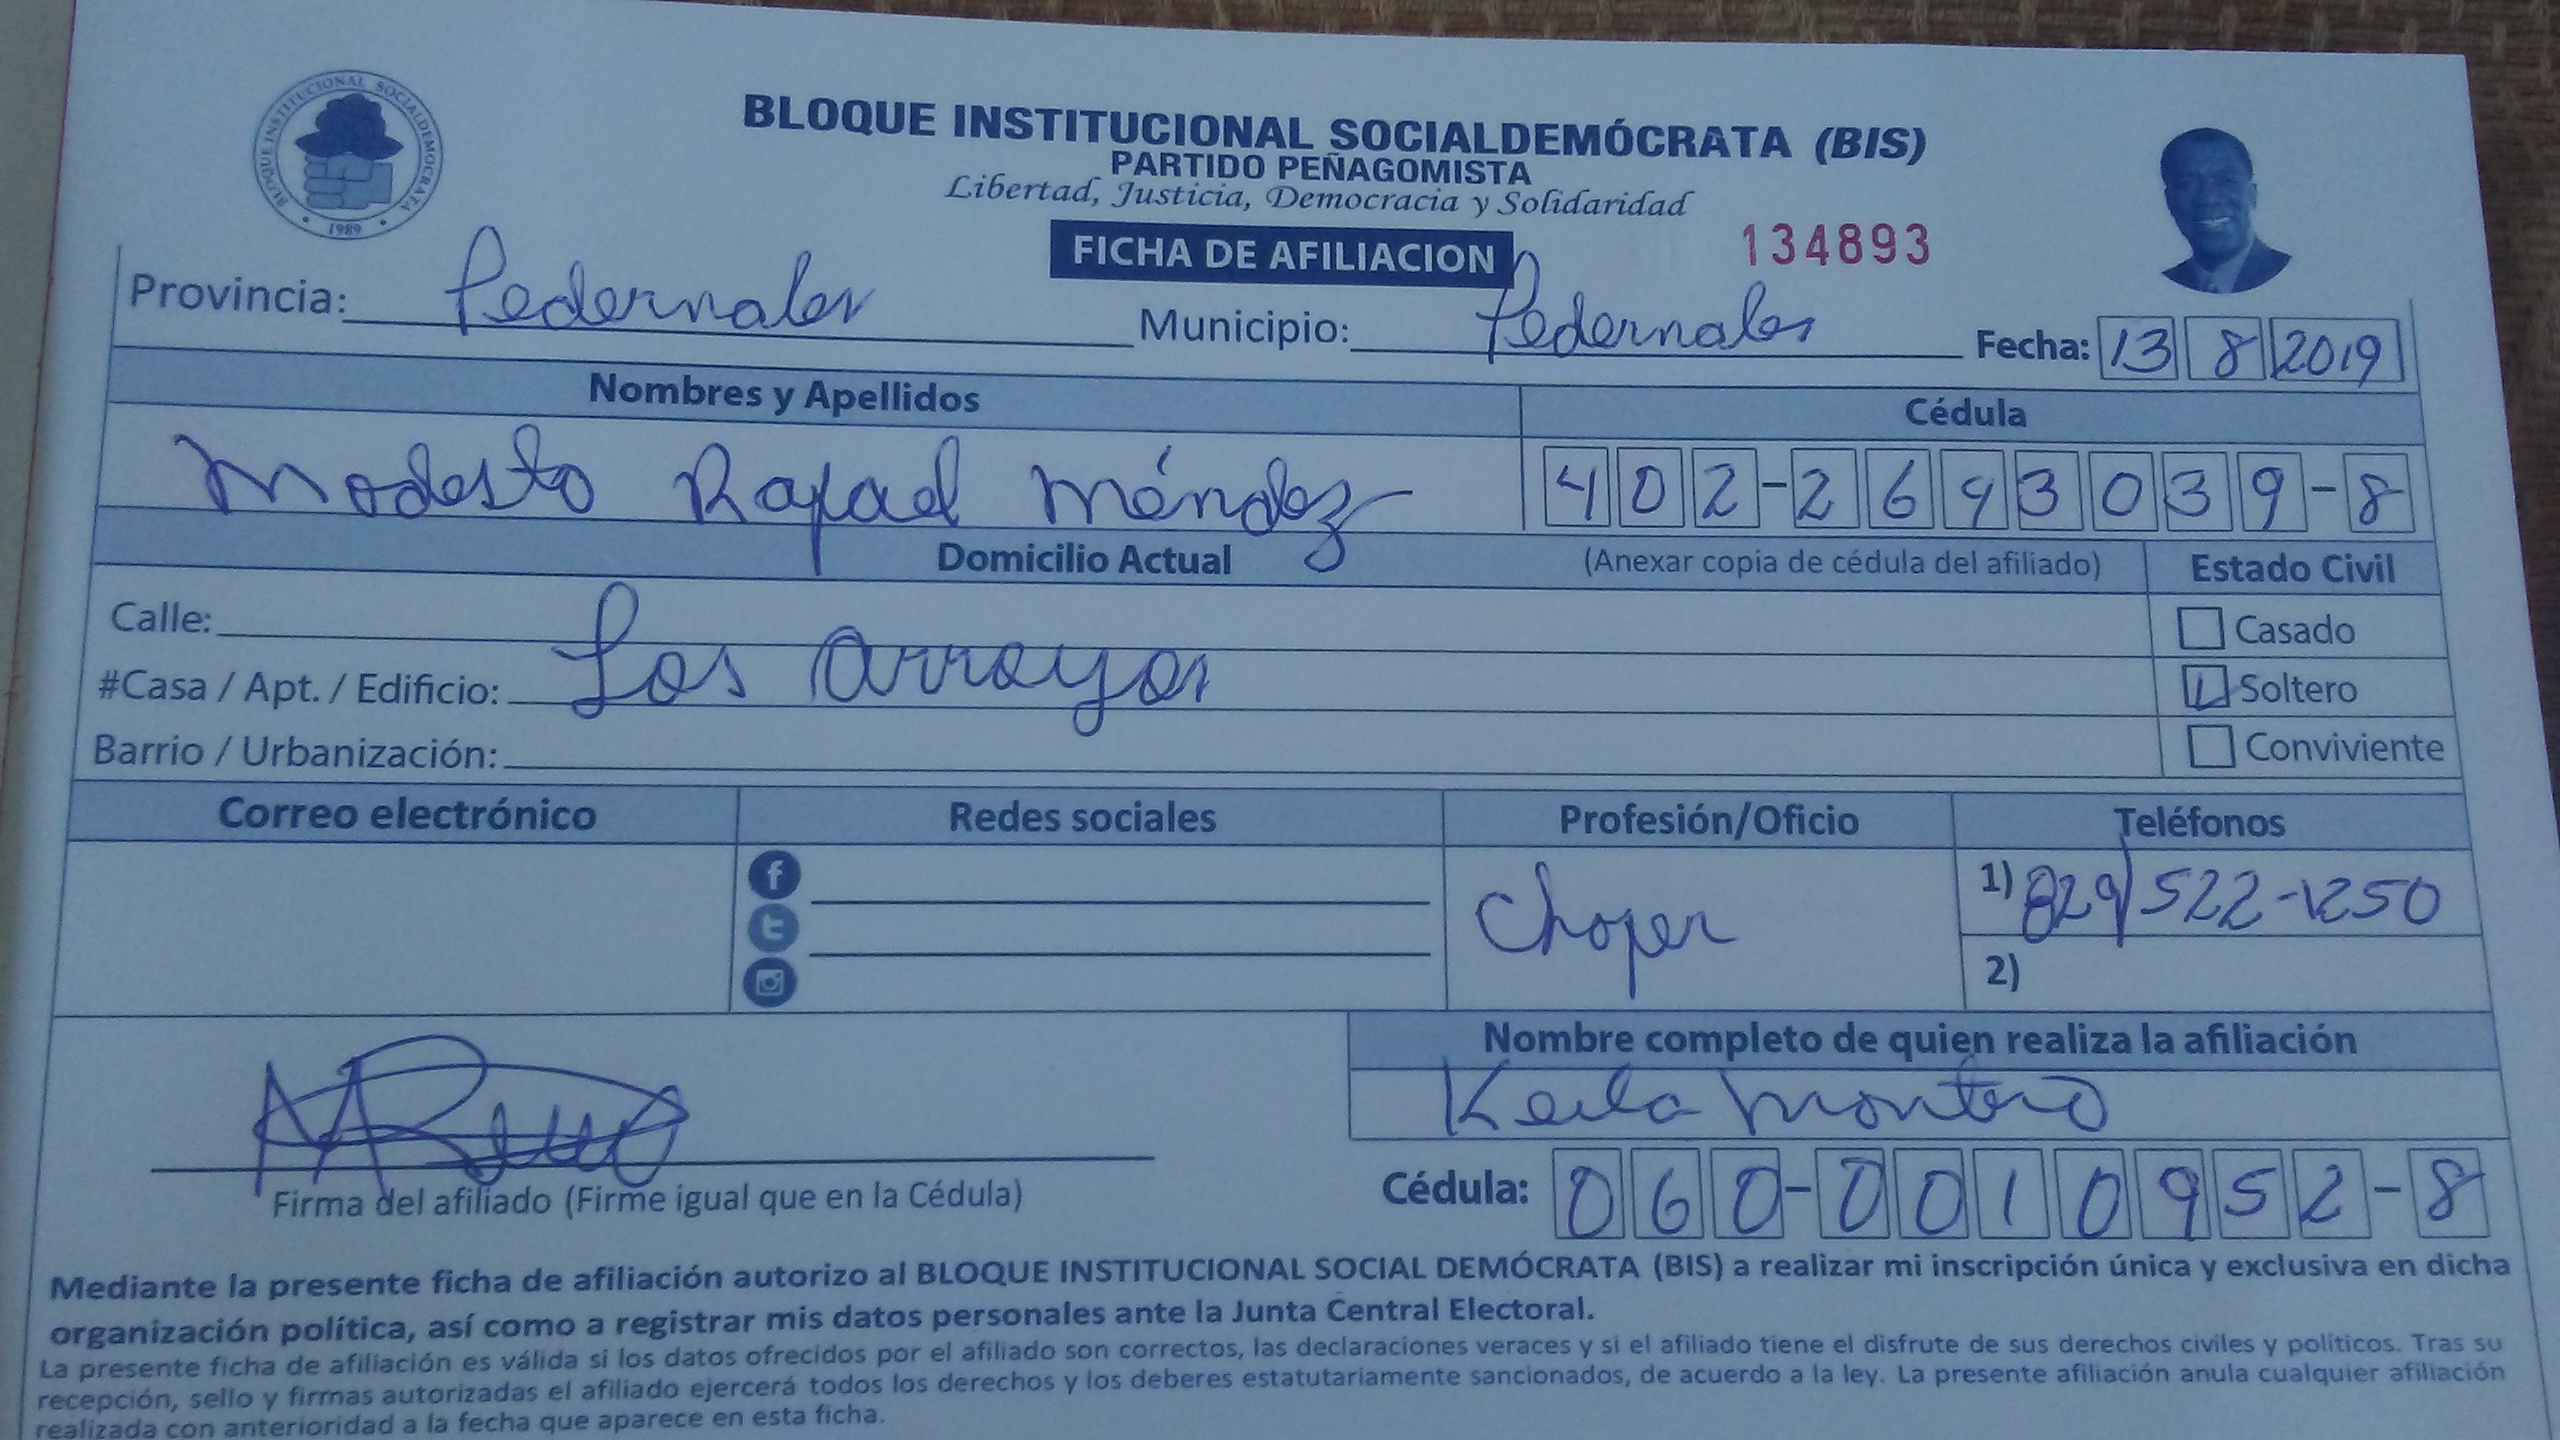 BLOQUE INSTITUCIONAL SOCIALDEMOCRATA
1989
BLOQUE INSTITUCIONAL SOCIALDEMÓCRATA (BIS)
PARTIDO PEÑAGOMISTA
Libertad, Justicia, Democracia y Solidaridad
FICHA DE AFILIACION 134893
Provincia: Pedernales Municipio: Pedernales Fecha: 13 8 2019
Nombres y Apellidos Cédula
Modesto Rafael Méndez 402-2643039-8
Domicilio Actual (Anexar copia de cédula del afiliado) Estado Civil
Calle: Casado
#Casa / Apt. / Edificio: Los Arroyos Soltero
Barrio / Urbanización: Conviviente
Correo electrónico Redes sociales Profesión/Oficio Teléfonos
Chofer 1) 829 522-1250
2)
Nombre completo de quien realiza la afiliación
Keila Montero
Firma del afiliado (Firme igual que en la Cédula) Cédula: 060-0010952-8
Mediante la presente ficha de afiliación autorizo al BLOQUE INSTITUCIONAL SOCIAL DEMÓCRATA (BIS) a realizar mi inscripción única y exclusiva en dicha
organización política, así como a registrar mis datos personales ante la Junta Central Electoral.
La presente ficha de afiliación es válida si los datos ofrecidos por el afiliado son correctos, las declaraciones veraces y si el afiliado tiene el disfrute de sus derechos civiles y políticos. Tras su
recepción, sello y firmas autorizadas el afiliado ejercerá todos los derechos y los deberes estatutariamente sancionados, de acuerdo a la ley. La presente afiliación anula cualquier afiliación
realizada con anterioridad a la fecha que aparece en esta ficha.